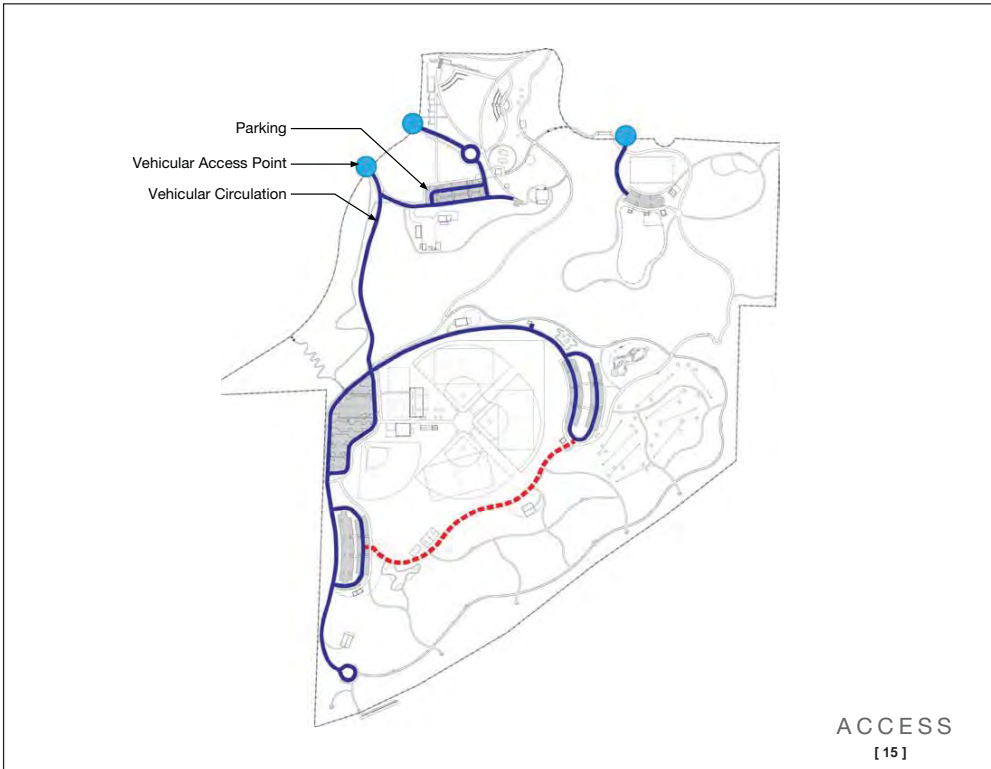 Parking
Vehicular Access Point
Vehicular Circulation
ACCESS
[ 15 ]